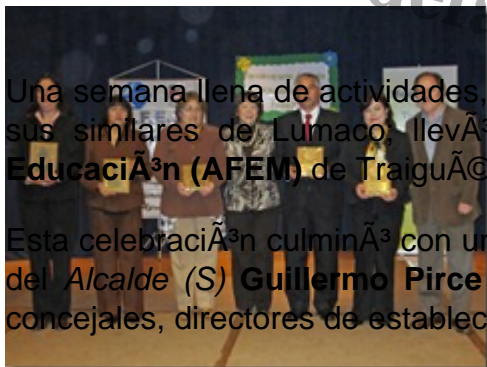 Una semana llena de actividades,
sus similares de Lumaco, llevÃ³
EducaciÃ³n (AFEM) de TraiguÃ©
Esta celebraciÃ³n culminÃ³ con un
del Alcalde (S) Guillermo Pirce
concejales, directores de establec